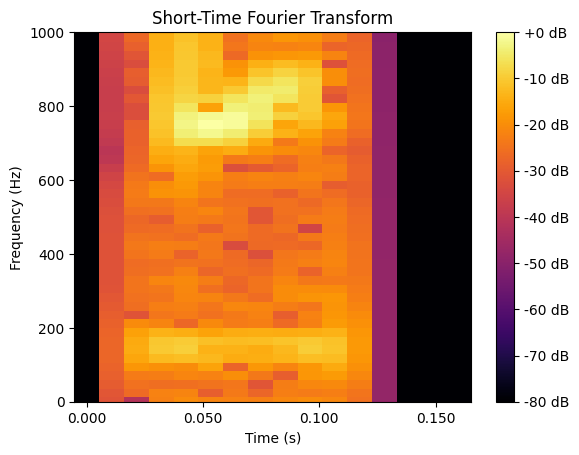 Short-Time Fourier Transform
1000
800
600
400
200
0
Frequency (Hz)
0.000
0.050
0.100
0.150
Time (s)
+0 dB
-10 dB
-20 dB
-30 dB
-40 dB
-50 dB
-60 dB
-70 dB
-80 dB